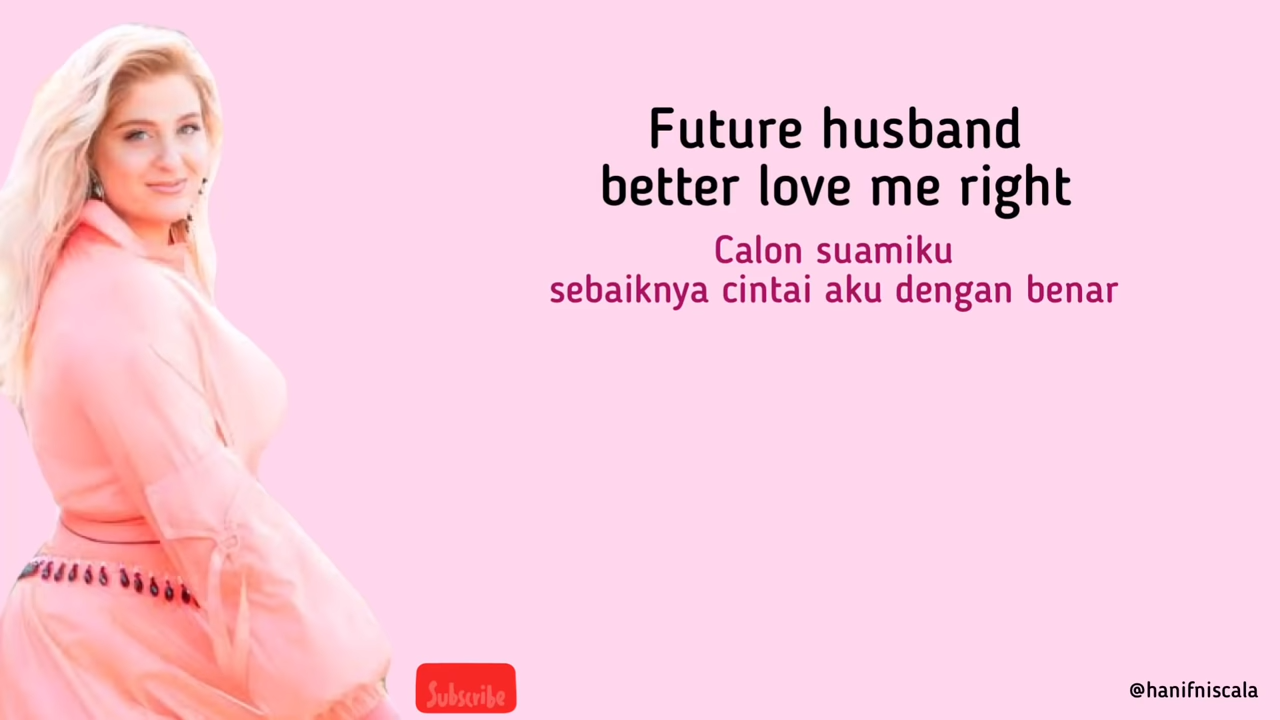 Future husband
better love me right
Calon suamiku
sebaiknya cintai aku dengan benar
Subscribe
@hanifniscala